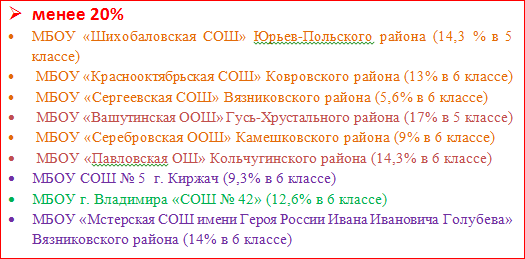 менее 20%
МБОУ «Шихобаловская СОШ» Юрьев-Польского района (14,3 % в 5
классе)
МБОУ «Краснооктябрьская СОШ» Ковровского района (13% в 6 классе)
МБОУ «Сергеевская СОШ» Вязниковского района (5,6% в 6 классе)
МБОУ «Вашутинская ООШ» Гусь-Хрустального района (17% в 5 классе)
МБОУ «Серебровская ООШ» Камешковского района (9% в 6 классе)
МБОУ «Павловская ОШ» Кольчугинского района (14,3% в 6 классе)
МБОУ СОШ № 5 г. Киржач (9,3% в 6 классе)
МБОУ г. Владимира «СОШ № 42» (12,6% в 6 классе)
МБОУ «Мстерская СОШ имени Героя России Ивана Ивановича Голубева»
Вязниковского района (14% в 6 классе)